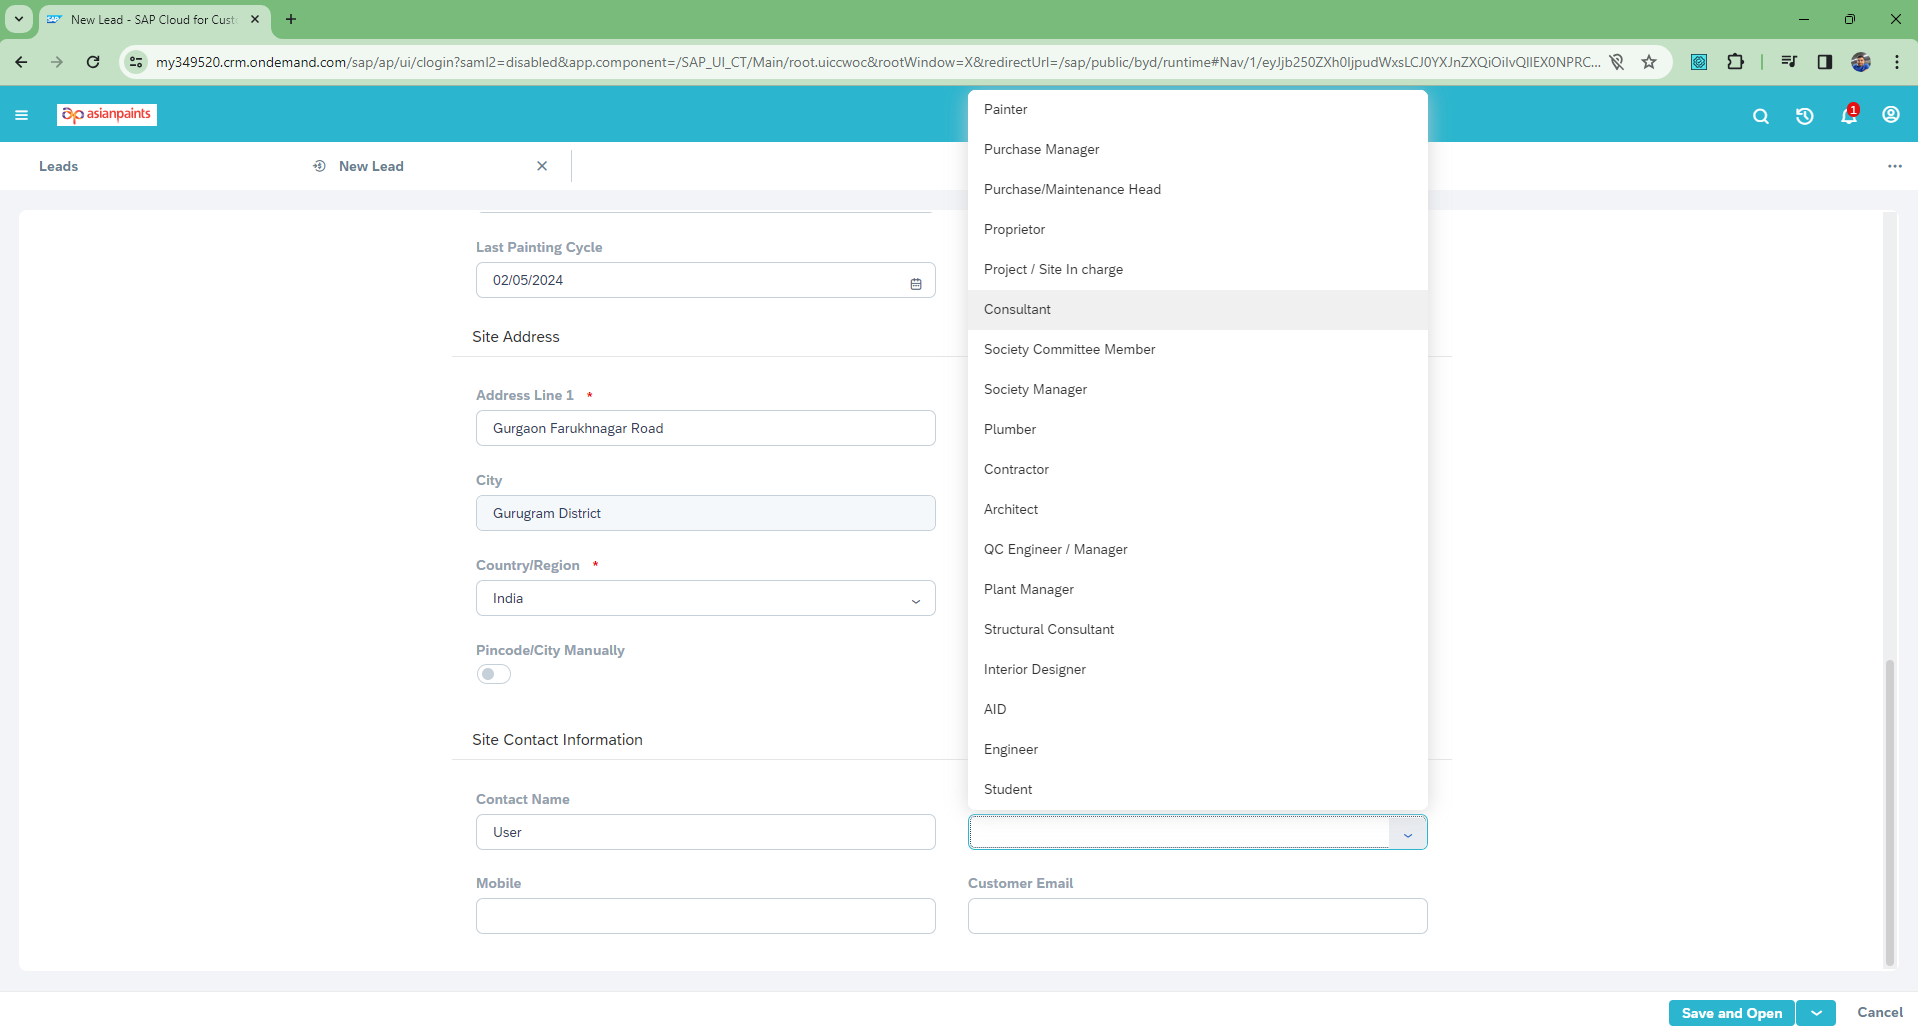 New Lead - SAP Cloud for Cust
my349520.crm.ondemand.com/sap/ap/ui/clogin?saml2=disabled&app.component=/SAP_UI_CT/Main/root.uiccwoc&rootWindow=X&redirectUrl=/sap/public/byd/runtime#Nav/1/eyJjb250ZXh0IjpudWxsLCJ0YXJnZXQiOiIvQllEX0NPRC...
asianpaints
1
Leads
New Lead
Last Painting Cycle
02/05/2024
Site Address
Address Line 1 *
Gurgaon Farukhnagar Road
City
Gurugram District
Country/Region *
India
Pincode/City Manually
Site Contact Information
Contact Name
User
Mobile
Customer Email
Painter
Purchase Manager
Purchase/Maintenance Head
Proprietor
Project / Site In charge
Consultant
Society Committee Member
Society Manager
Plumber
Contractor
Architect
QC Engineer / Manager
Plant Manager
Structural Consultant
Interior Designer
AID
Engineer
Student
Save and Open
Cancel